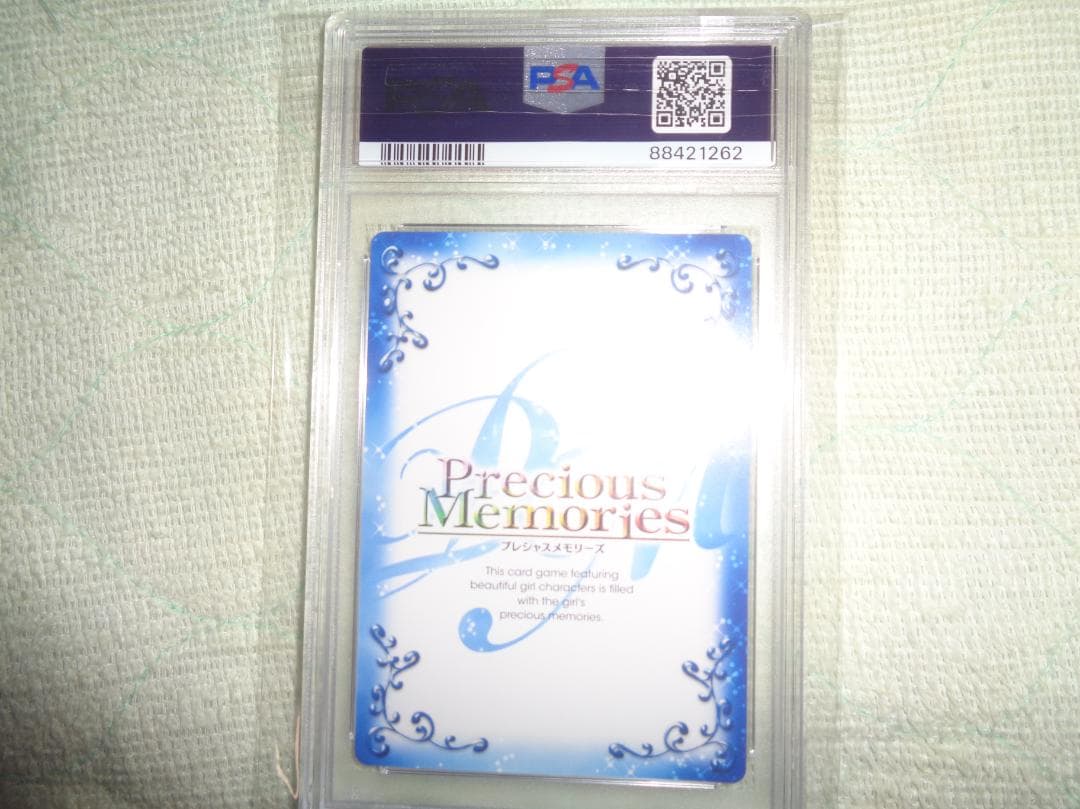 PSA
88421262
Precious
Memories
プレシャスメモリーズ
This card game featuring
beautiful girl characters is filled
with the girl's
precious memories.